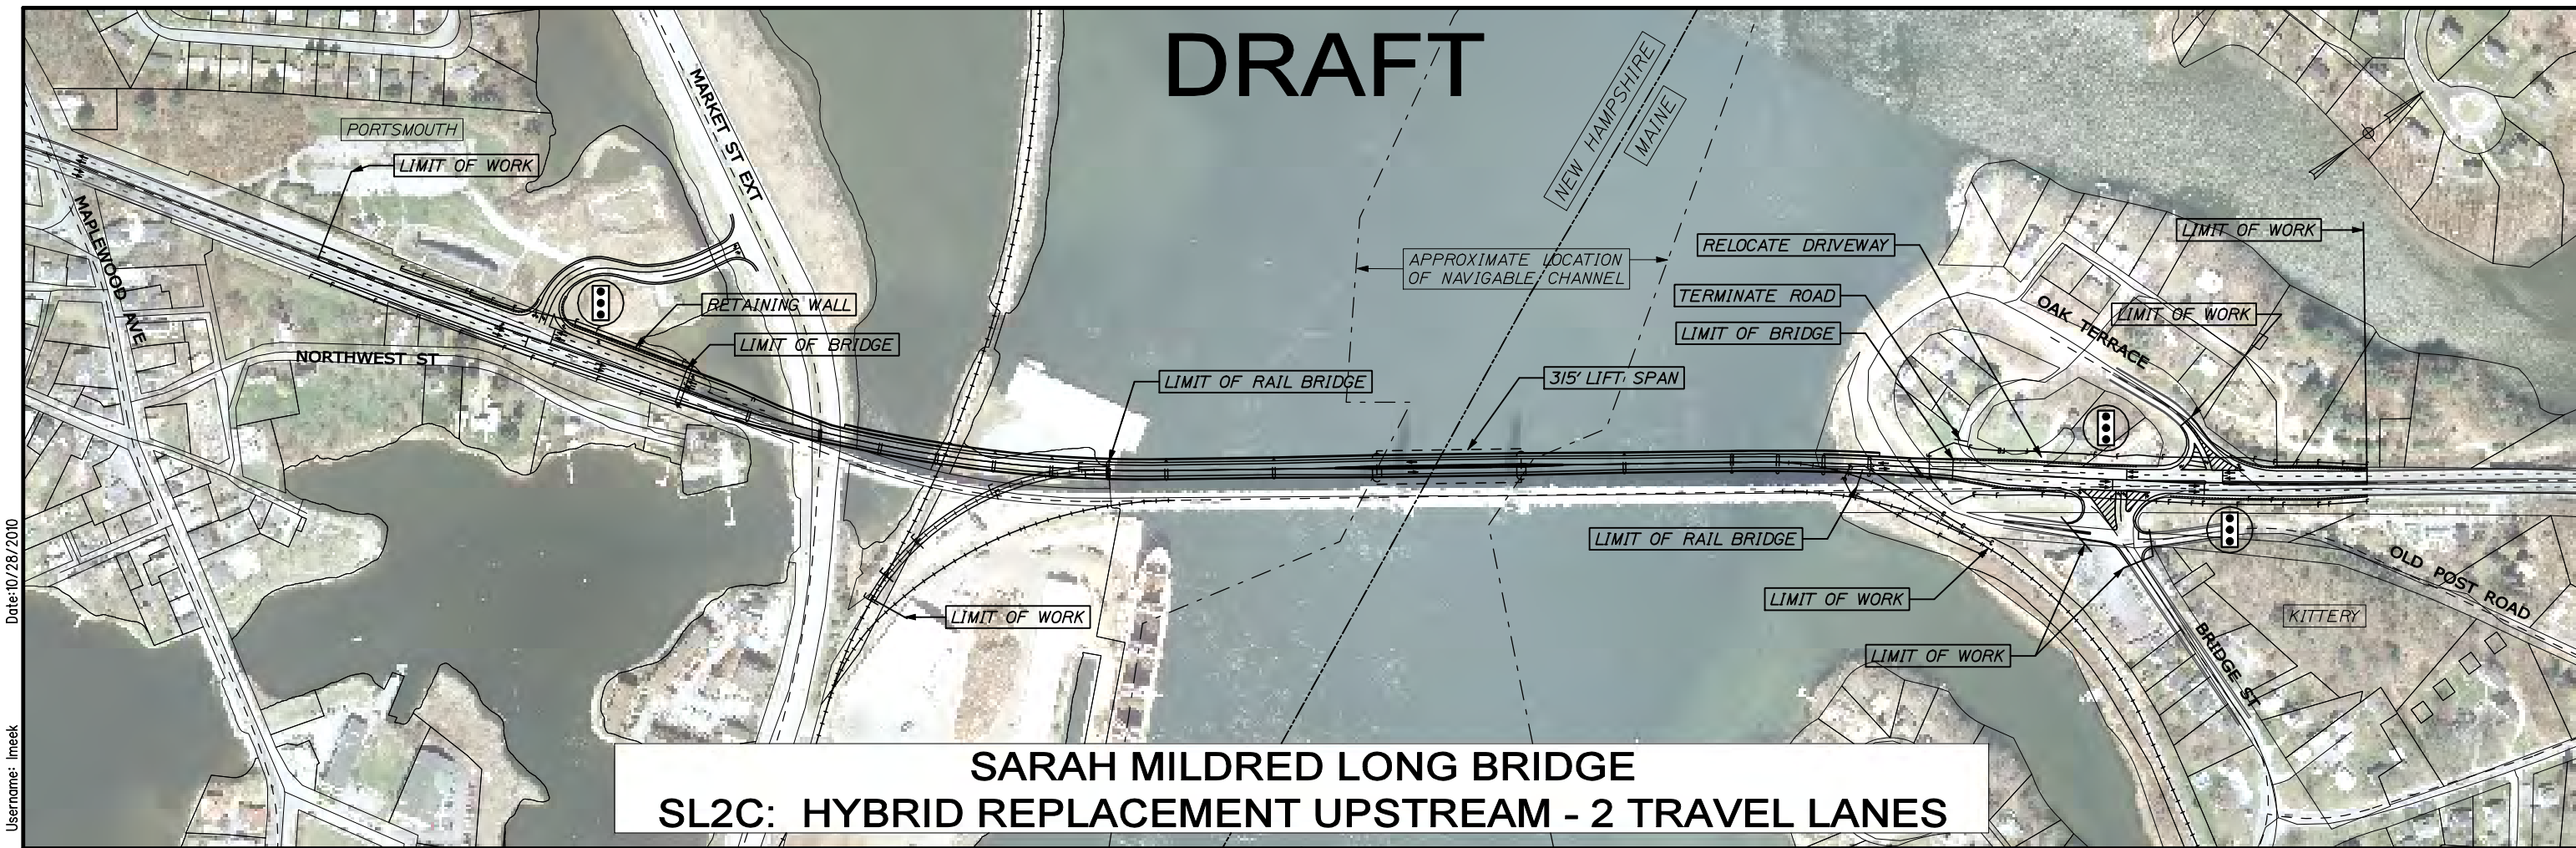 DRAFT
PORTSMOUTH
LIMIT OF WORK
MARKET ST EXT
MAPLEWOOD AVE
NORTHWEST ST
RETAINING WALL
LIMIT OF BRIDGE
LIMIT OF RAIL BRIDGE
315' LIFT SPAN
APPROXIMATE LOCATION
OF NAVIGABLE CHANNEL
NEW HAMPSHIRE
MAINE
RELOCATE DRIVEWAY
TERMINATE ROAD
LIMIT OF BRIDGE
LIMIT OF WORK
LIMIT OF WORK
OAK TERRACE
LIMIT OF RAIL BRIDGE
LIMIT OF WORK
LIMIT OF WORK
LIMIT OF WORK
OLD POST ROAD
KITTERY
BRIDGE ST
SARAH MILDRED LONG BRIDGE
SL2C: HYBRID REPLACEMENT UPSTREAM - 2 TRAVEL LANES
Username: lmeek
Date:10/28/2010